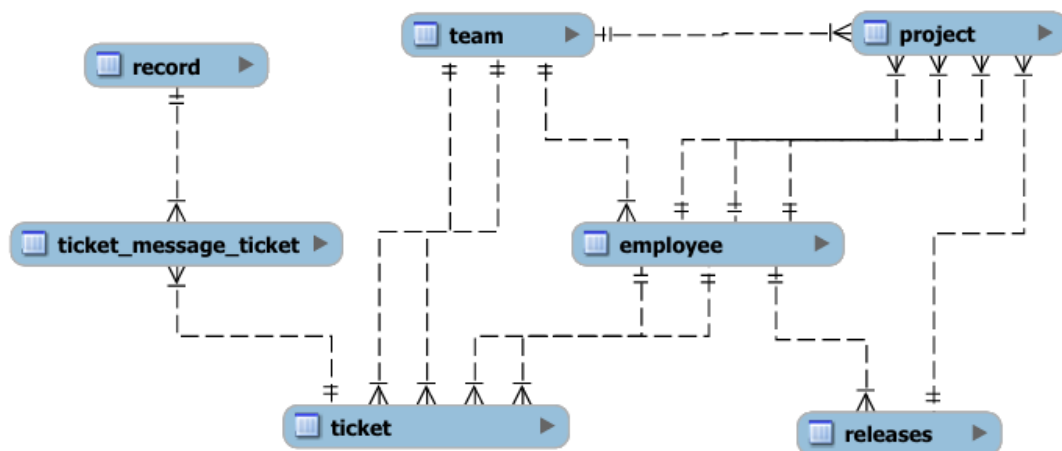 team
project
record
ticket_message_ticket
employee
ticket
releases